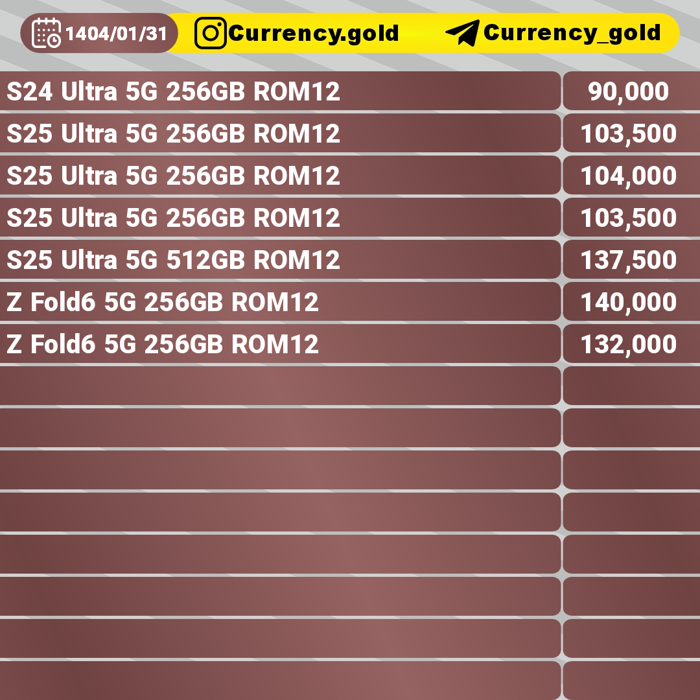 1404/01/31 Currency.gold Currency_gold
S24 Ultra 5G 256GB ROM12 90,000
S25 Ultra 5G 256GB ROM12 103,500
S25 Ultra 5G 256GB ROM12 104,000
S25 Ultra 5G 256GB ROM12 103,500
S25 Ultra 5G 512GB ROM12 137,500
Z Fold6 5G 256GB ROM12 140,000
Z Fold6 5G 256GB ROM12 132,000